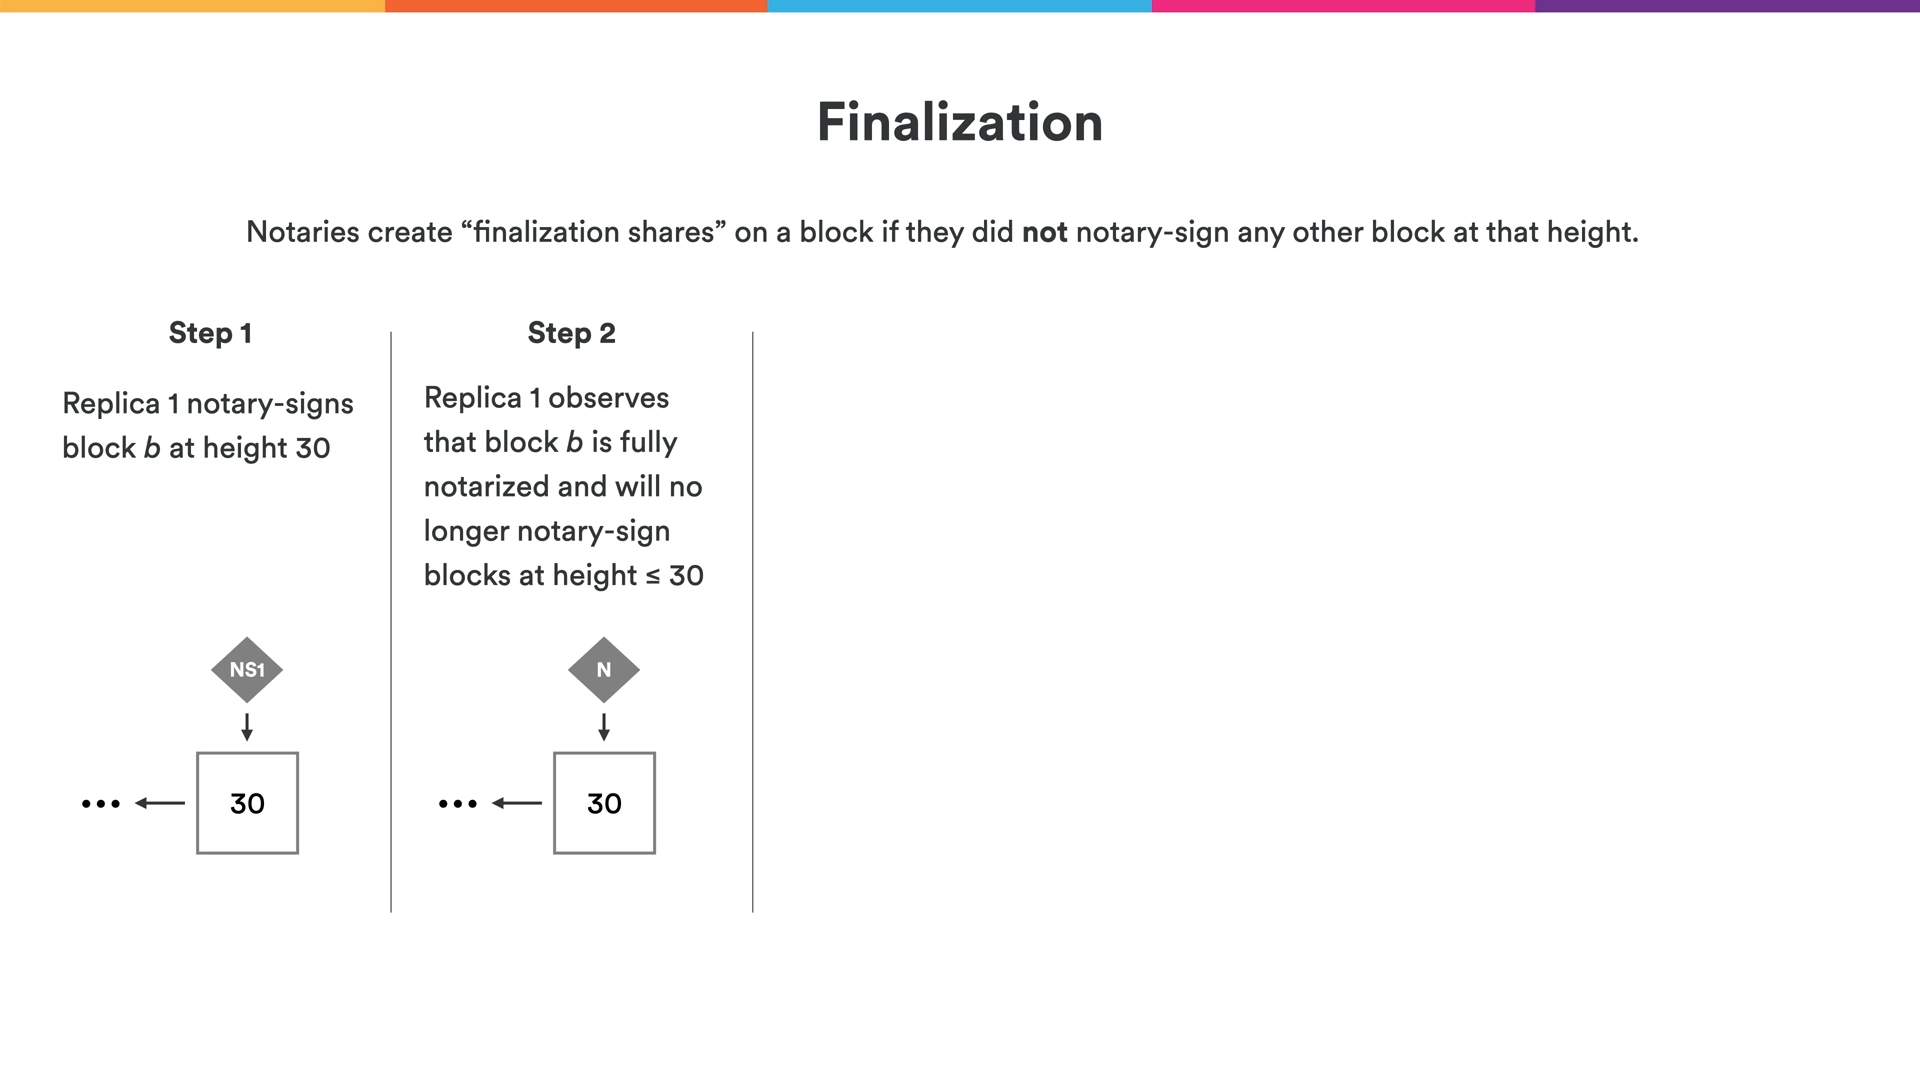 Finalization
Notaries create “finalization shares” on a block if they did not notary-sign any other block at that height.
Step 1
Replica 1 notary-signs
block b at height 30
NS1
30
Step 2
Replica 1 observes
that block b is fully
notarized and will no
longer notary-sign
blocks at height ≤ 30
N
30